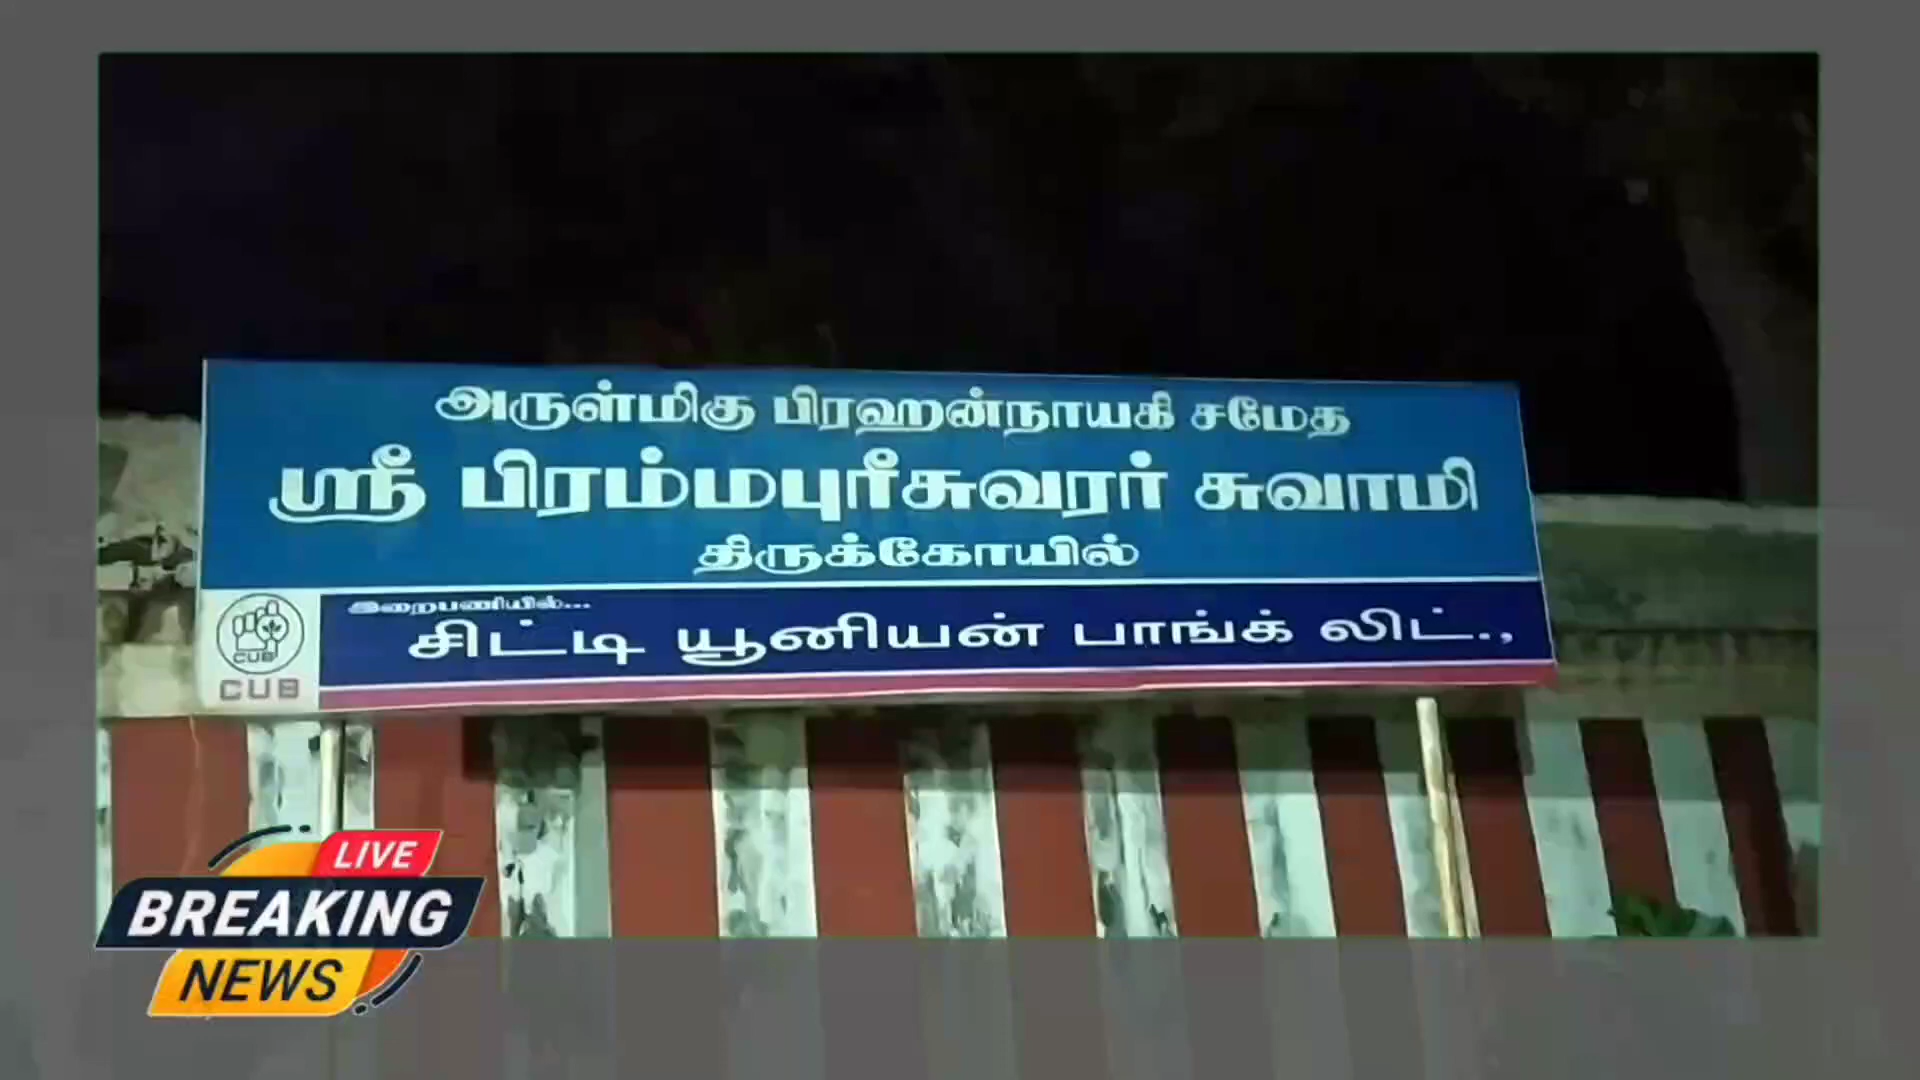 அருள்மிகு பிரஹன்நாயகி சமேத
ஸ்ரீ பிரம்மபுரீசுவரர் சுவாமி
திருக்கோயில்
இறைபணியில்...
சிட்டி யூனியன் பாங்க் லிட்.,
CUB
CUB
LIVE
BREAKING
NEWS